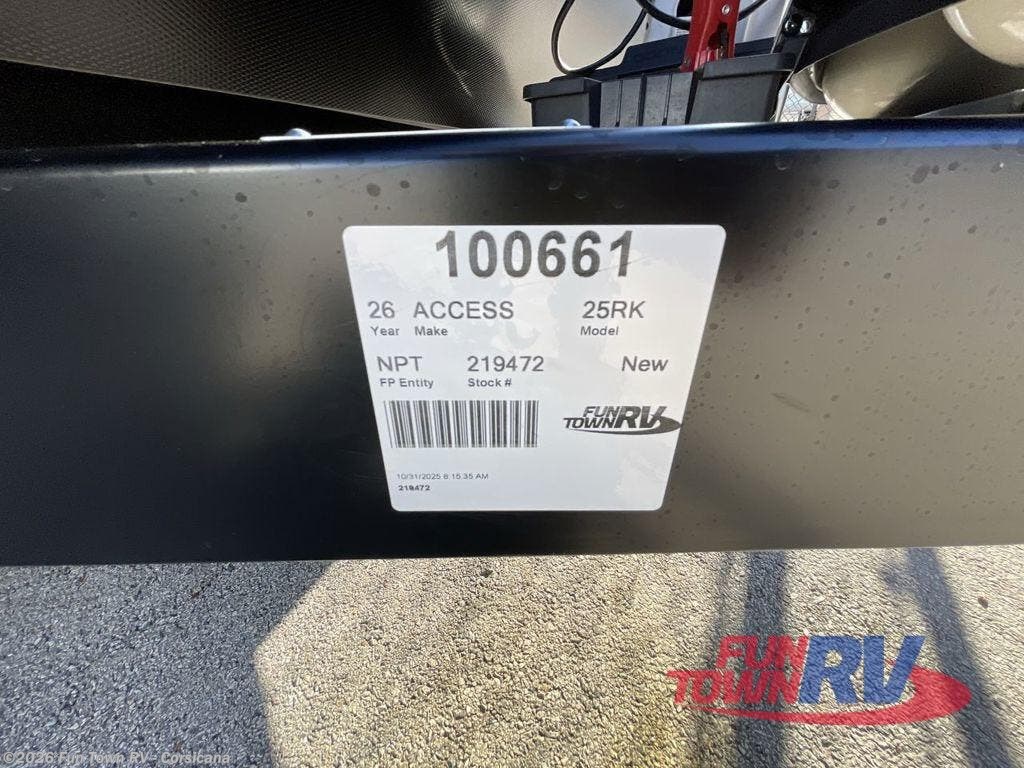 100661
26 ACCESS 25RK
Year Make Model
NPT 219472 New
FP Entity Stock #
FUN TOWN RV
10/31/2025 8:15:35 AM
219472
FUN TOWN RV
©2026 Fun Town RV - Corsicana